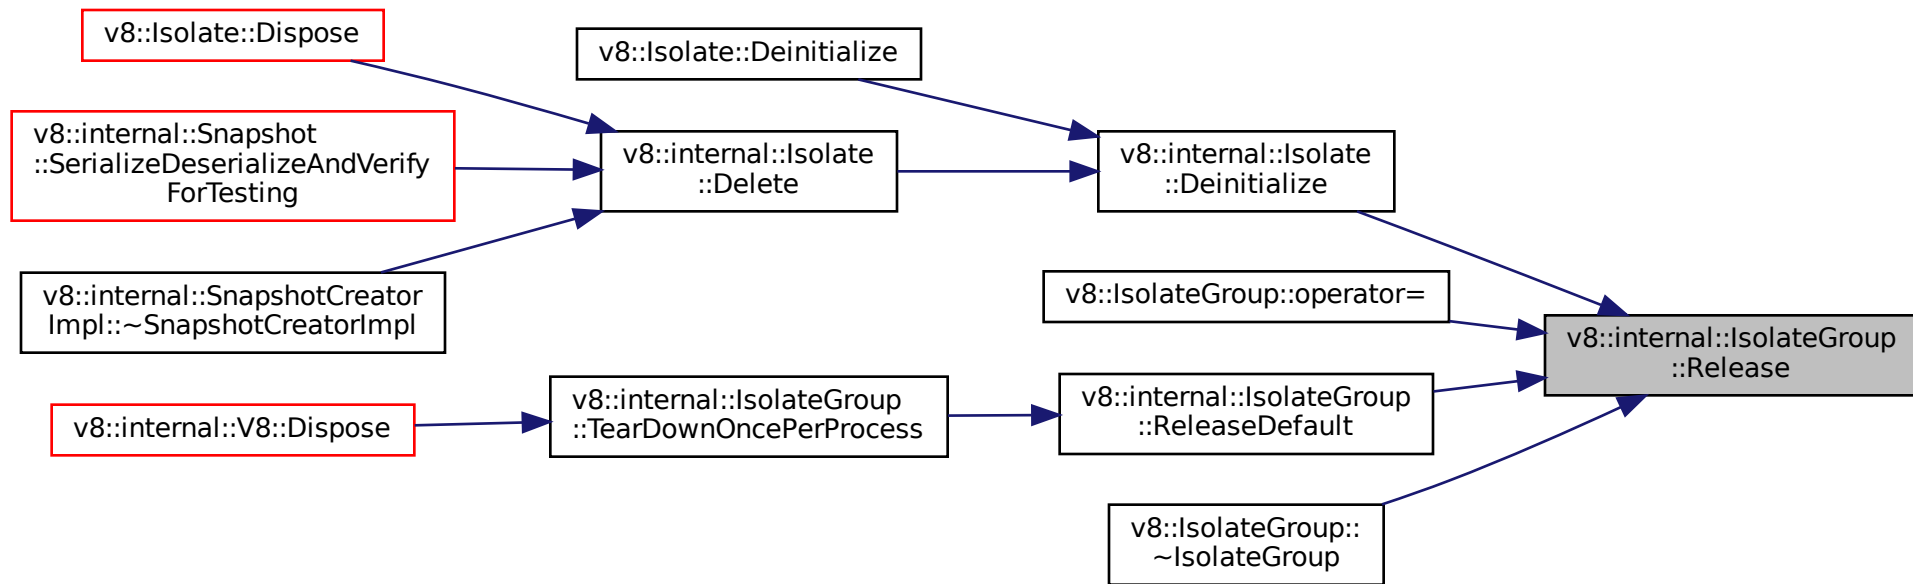 v8::Isolate::Dispose
v8::Isolate::Deinitialize
v8::internal::Snapshot
::SerializeDeserializeAndVerify
ForTesting
v8::internal::Isolate
::Delete
v8::internal::Isolate
::Deinitialize
v8::internal::SnapshotCreator
Impl::~SnapshotCreatorImpl
v8::IsolateGroup::operator=
v8::internal::IsolateGroup
::Release
v8::internal::V8::Dispose
v8::internal::IsolateGroup
::TearDownOncePerProcess
v8::internal::IsolateGroup
::ReleaseDefault
v8::IsolateGroup::
~IsolateGroup